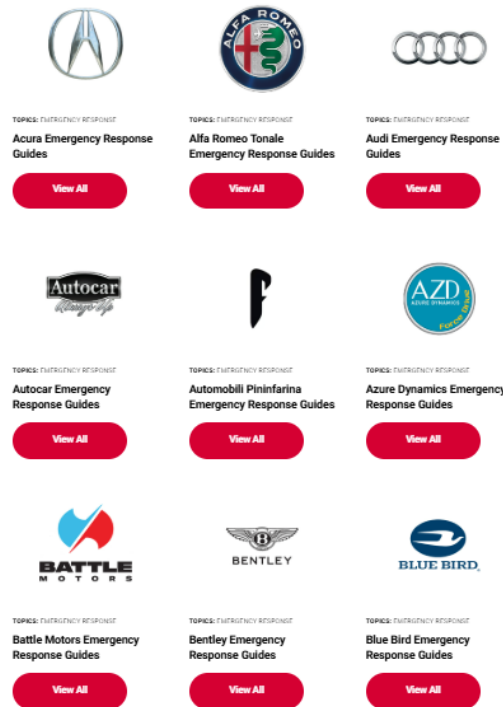 ALFA ROMEO
TOPICS: EMERGENCY RESPONSE
Acura Emergency Response
Guides
View All
TOPICS: EMERGENCY RESPONSE
Alfa Romeo Tonale
Emergency Response Guides
View All
TOPICS: EMERGENCY RESPONSE
Audi Emergency Response
Guides
View All
Autocar
Always Up
TOPICS: EMERGENCY RESPONSE
Autocar Emergency
Response Guides
View All
TOPICS: EMERGENCY RESPONSE
Automobili Pininfarina
Emergency Response Guides
View All
AZD
AZURE DYNAMICS
Force Drive
TOPICS: EMERGENCY RESPONSE
Azure Dynamics Emergency
Response Guides
View All
BATTLE
MOTORS
TOPICS: EMERGENCY RESPONSE
Battle Motors Emergency
Response Guides
View All
B
BENTLEY
TOPICS: EMERGENCY RESPONSE
Bentley Emergency
Response Guides
View All
BLUE BIRD
TOPICS: EMERGENCY RESPONSE
Blue Bird Emergency
Response Guides
View All